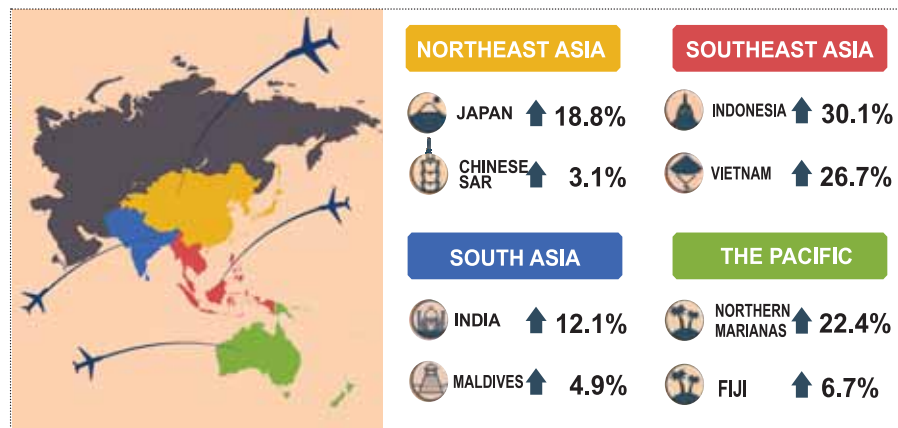 NORTHEAST ASIA
JAPAN 18.8%
CHINESE
SAR 3.1%
SOUTHEAST ASIA
INDONESIA 30.1%
VIETNAM 26.7%
SOUTH ASIA
INDIA 12.1%
MALDIVES 4.9%
THE PACIFIC
NORTHERN
MARIANAS 22.4%
FIJI 6.7%